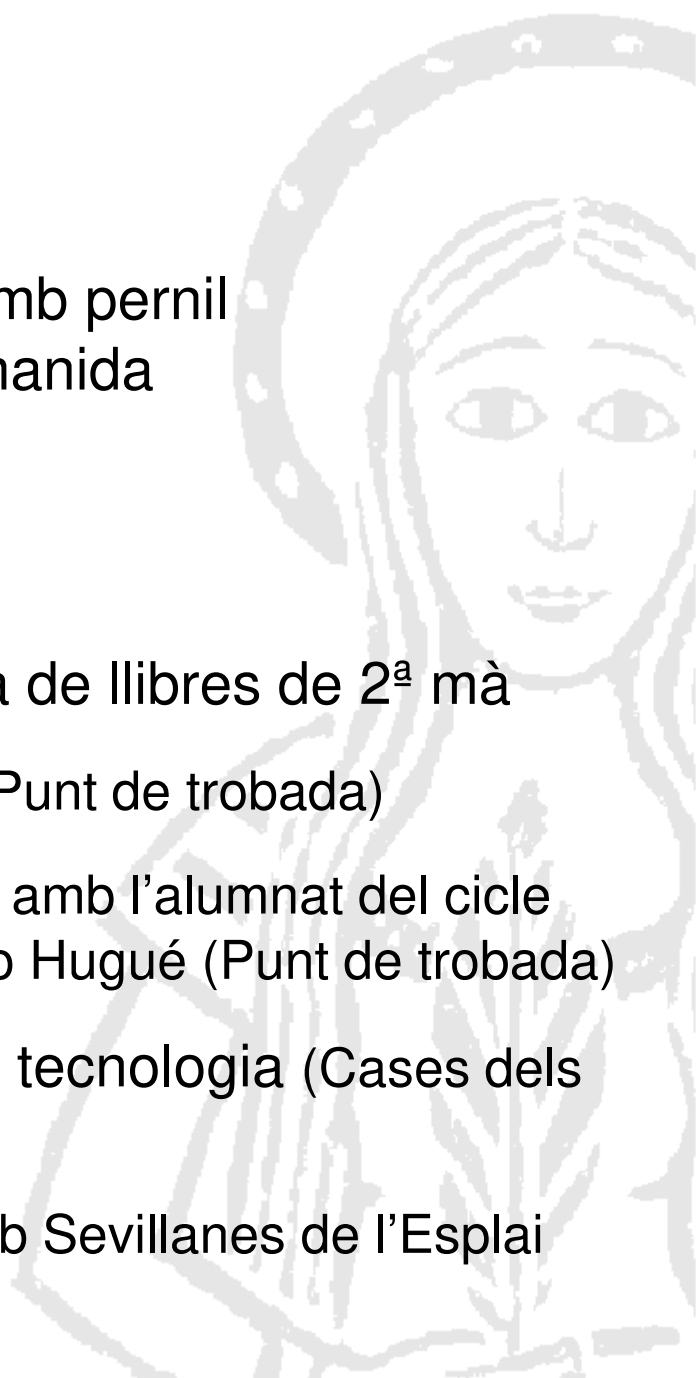 mb pernil
anida
a de llibres de 2ª mà
Punt de trobada)
amb l’alumnat del cicle
o Hugué (Punt de trobada)
tecnologia (Cases dels
b Sevillanes de l’Esplai